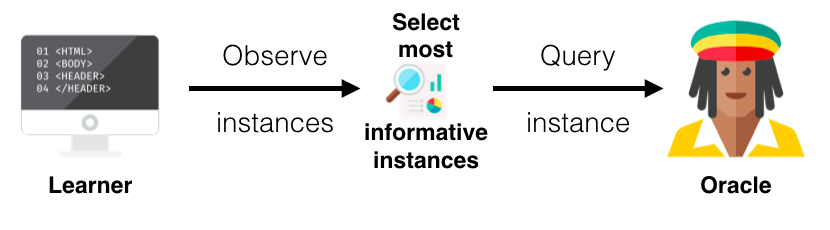 01 <HTML>
02 <BODY>
03 <HEADER>
04 </HEADER>
Learner
Observe
instances
Select
most
informative
instances
Query
instance
Oracle